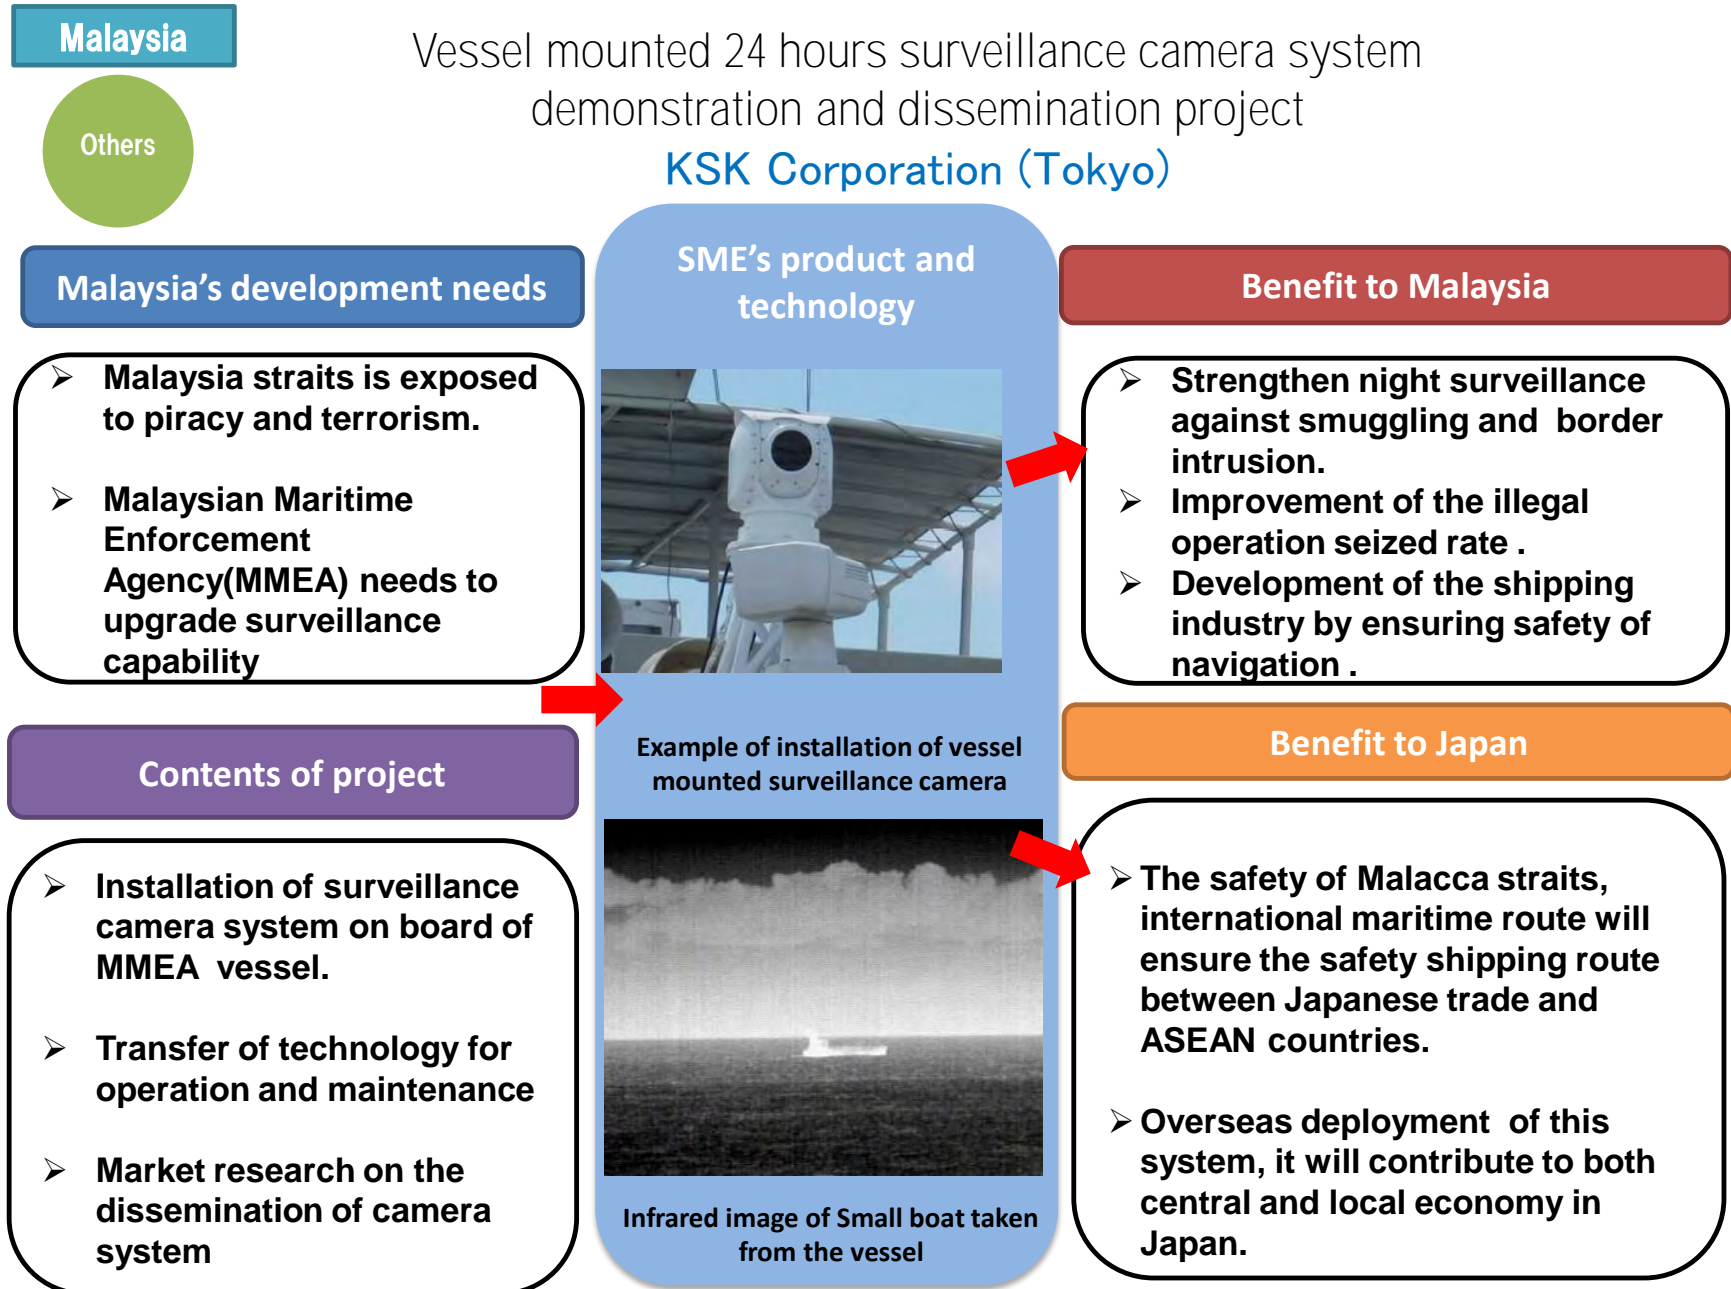 Malaysia
Others
Vessel mounted 24 hours surveillance camera system
demonstration and dissemination project
KSK Corporation (Tokyo)
Malaysia's development needs
➢ Malaysia straits is exposed
to piracy and terrorism.
➢ Malaysian Maritime
Enforcement
Agency(MMEA) needs to
upgrade surveillance
capability
Contents of project
➢ Installation of surveillance
camera system on board of
MMEA vessel.
➢ Transfer of technology for
operation and maintenance
➢ Market research on the
dissemination of camera
system
SME's product and
technology
Example of installation of vessel
mounted surveillance camera
Infrared image of Small boat taken
from the vessel
Benefit to Malaysia
➢ Strengthen night surveillance
against smuggling and border
intrusion.
➢ Improvement of the illegal
operation seized rate .
➢ Development of the shipping
industry by ensuring safety of
navigation .
Benefit to Japan
➢ The safety of Malacca straits,
international maritime route will
ensure the safety shipping route
between Japanese trade and
ASEAN countries.
➢ Overseas deployment of this
system, it will contribute to both
central and local economy in
Japan.